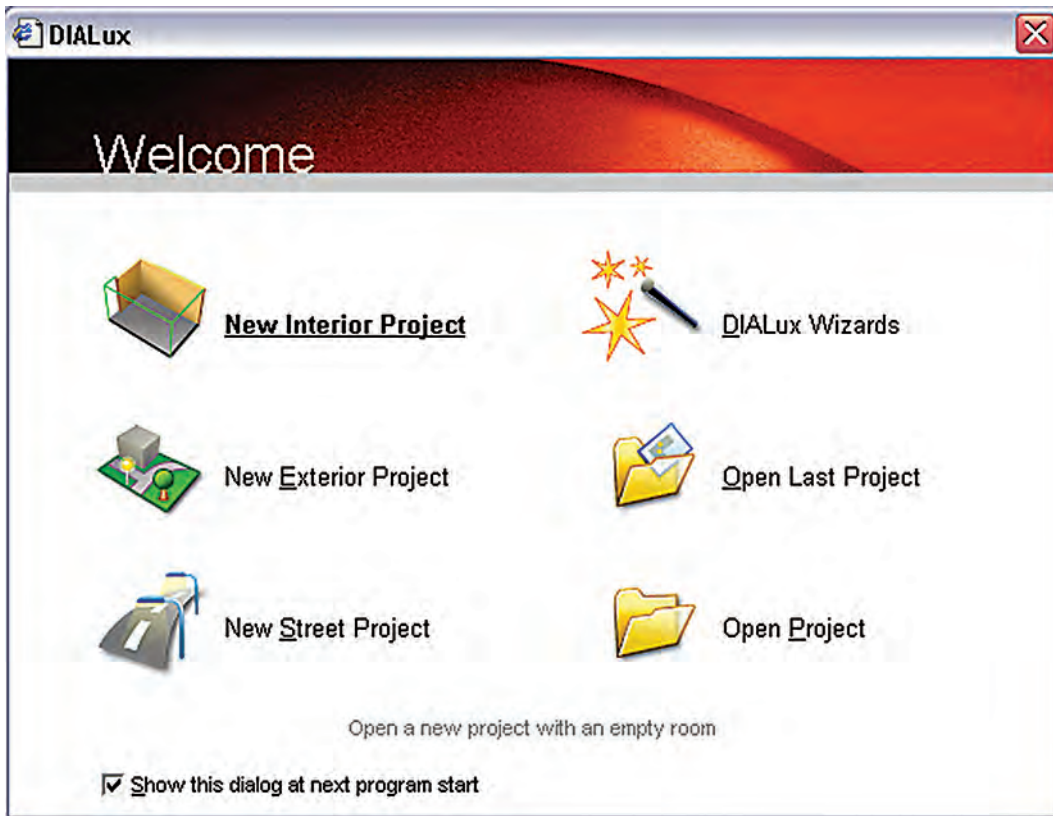 DIALux
Welcome
New Interior Project
DIALux Wizards
New Exterior Project
Open Last Project
New Street Project
Open Project
Open a new project with an empty room
Show this dialog at next program start